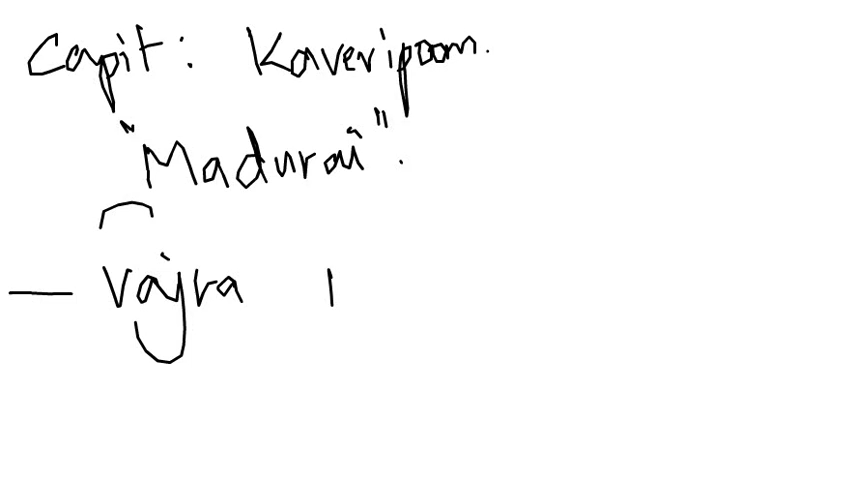 Capit: Kaveripoom.
"Madurai".
— Vajra |